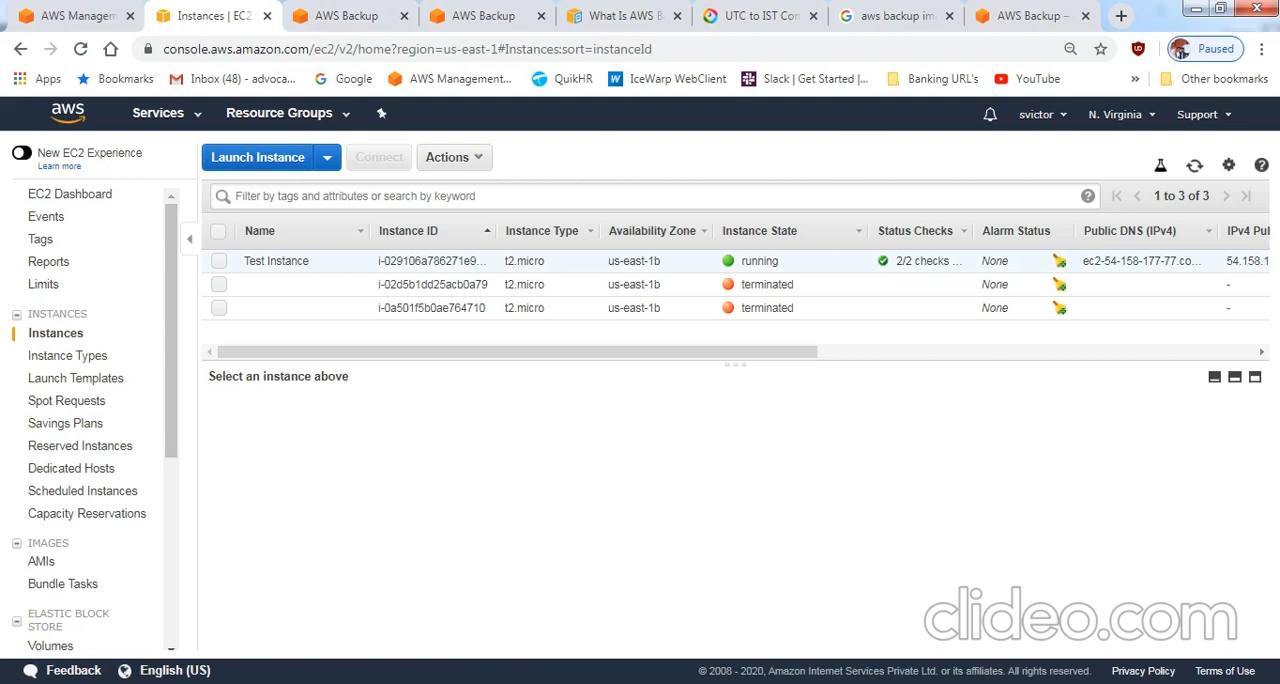 AWS Managem
Instances | EC2
AWS Backup
AWS Backup
What Is AWS B
UTC to IST Con
aws backup im
AWS Backup –
console.aws.amazon.com/ec2/v2/home?region=us-east-1#Instances:sort=instanceId
Paused
Apps
Bookmarks
Inbox (48) - advoca...
Google
AWS Management...
QuikHR
IceWarp WebClient
Slack | Get Started |...
Banking URL's
YouTube
»
Other bookmarks
aws
Services
Resource Groups
svictor
N. Virginia
Support
New EC2 Experience
Learn more
Launch Instance
Connect
Actions
EC2 Dashboard
Events
Tags
Reports
Limits
INSTANCES
Instances
Instance Types
Launch Templates
Spot Requests
Savings Plans
Reserved Instances
Dedicated Hosts
Scheduled Instances
Capacity Reservations
IMAGES
AMIs
Bundle Tasks
ELASTIC BLOCK
STORE
Volumes
Filter by tags and attributes or search by keyword
1 to 3 of 3
Name Instance ID Instance Type Availability Zone Instance State Status Checks Alarm Status Public DNS (IPv4) IPv4 Pul
Test Instance i-029106a786271e9... t2.micro us-east-1b running 2/2 checks ... None ec2-54-158-177-77.co... 54.158.1
i-02d5b1dd25acb0a79 t2.micro us-east-1b terminated None -
i-0a501f5b0ae764710 t2.micro us-east-1b terminated None -
Select an instance above
clideo.com
Feedback
English (US)
© 2008 - 2020, Amazon Internet Services Private Ltd. or its affiliates. All rights reserved.
Privacy Policy
Terms of Use